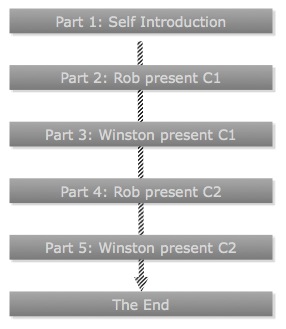 Part 1: Self Introduction
Part 2: Rob present C1
Part 3: Winston present C1
Part 4: Rob present C2
Part 5: Winston present C2
The End